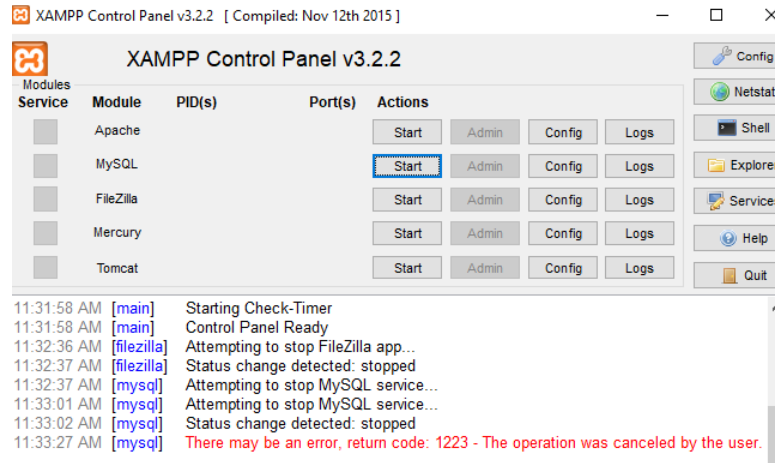 XAMPP Control Panel v3.2.2 [ Compiled: Nov 12th 2015 ]
XAMPP Control Panel v3.2.2
Config
Modules
Service Module PID(s) Port(s) Actions
Netstat
Apache Start Admin Config Logs
Shell
MySQL Start Admin Config Logs
Explorer
FileZilla Start Admin Config Logs
Service
Mercury Start Admin Config Logs
Help
Tomcat Start Admin Config Logs
Quit
11:31:58 AM [main] Starting Check-Timer
11:31:58 AM [main] Control Panel Ready
11:32:36 AM [filezilla] Attempting to stop FileZilla app...
11:32:37 AM [filezilla] Status change detected: stopped
11:32:37 AM [mysql] Attempting to stop MySQL service...
11:33:01 AM [mysql] Attempting to stop MySQL service...
11:33:02 AM [mysql] Status change detected: stopped
11:33:27 AM [mysql] There may be an error, return code: 1223 - The operation was canceled by the user.